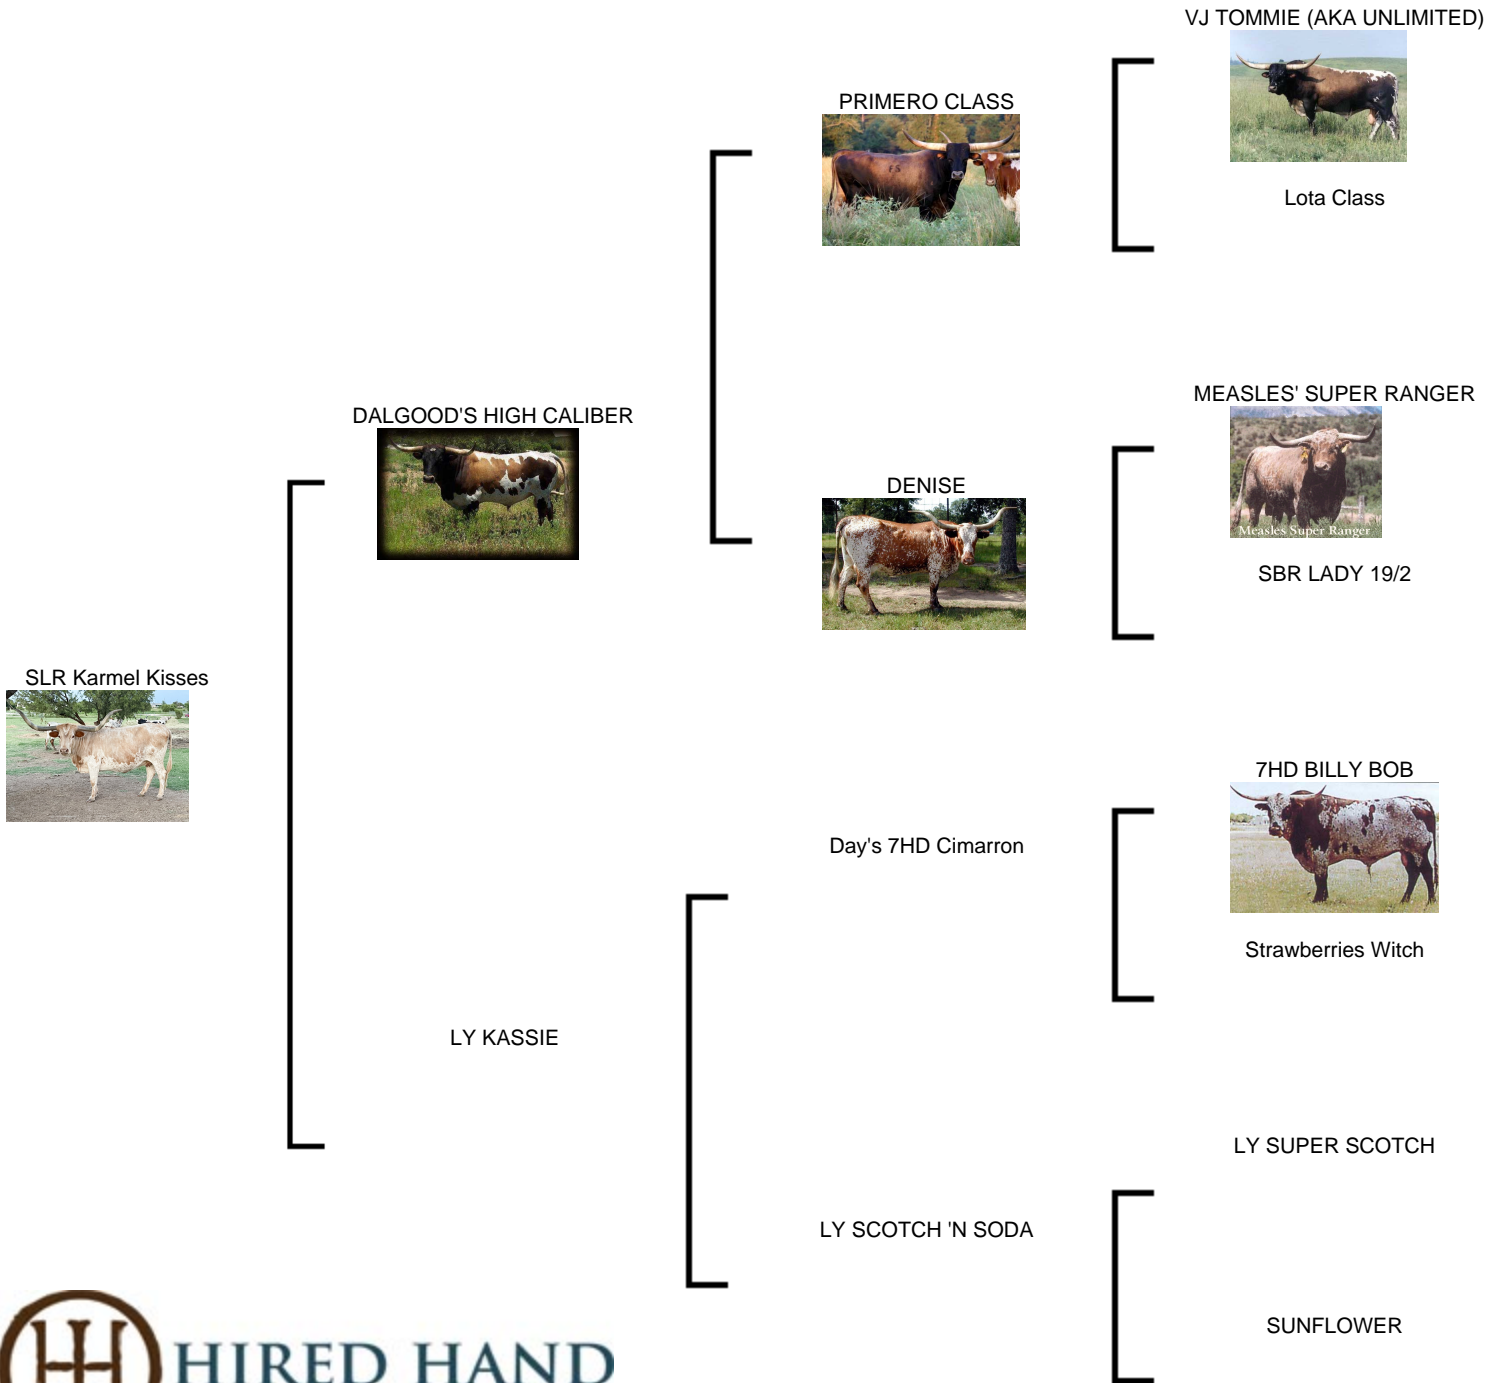 VJ TOMMIE (AKA UNLIMITED)
PRIMERO CLASS
Lota Class
MEASLES' SUPER RANGER
DALGOOD'S HIGH CALIBER
DENISE
Measles Super Ranger
SBR LADY 19/2
SLR Karmel Kisses
7HD BILLY BOB
Day's 7HD Cimarron
Strawberries Witch
LY KASSIE
LY SUPER SCOTCH
LY SCOTCH 'N SODA
SUNFLOWER
HIRED HAND